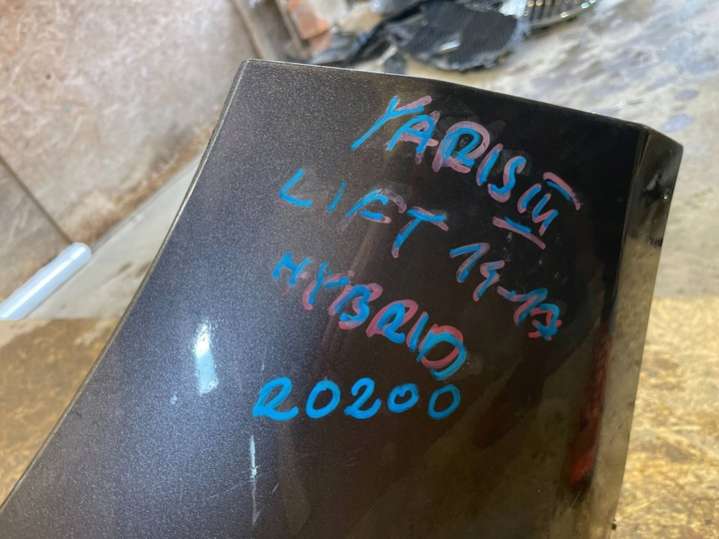 YARIS III
LIFT 14-17
HYBRID
R0200